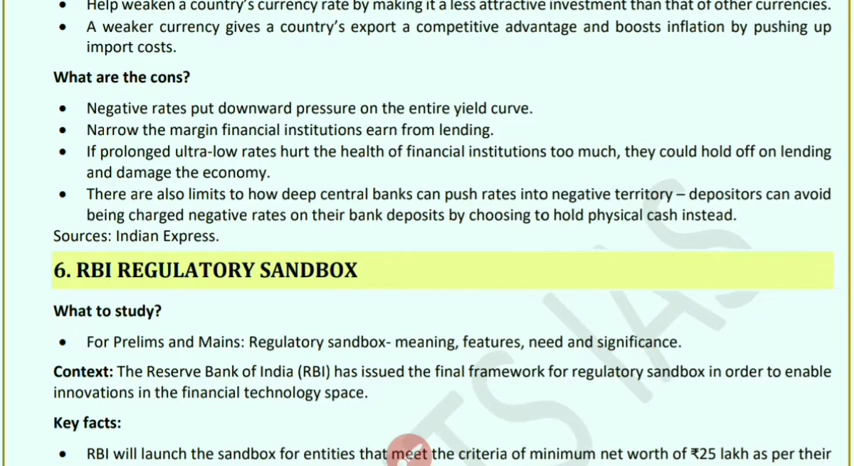 • Help weaken a country's currency rate by making it a less attractive investment than that of other currencies.
• A weaker currency gives a country's export a competitive advantage and boosts inflation by pushing up
import costs.
What are the cons?
• Negative rates put downward pressure on the entire yield curve.
• Narrow the margin financial institutions earn from lending.
• If prolonged ultra-low rates hurt the health of financial institutions too much, they could hold off on lending
and damage the economy.
• There are also limits to how deep central banks can push rates into negative territory – depositors can avoid
being charged negative rates on their bank deposits by choosing to hold physical cash instead.
Sources: Indian Express.
6. RBI REGULATORY SANDBOX
What to study?
• For Prelims and Mains: Regulatory sandbox- meaning, features, need and significance.
Context: The Reserve Bank of India (RBI) has issued the final framework for regulatory sandbox in order to enable
innovations in the financial technology space.
Key facts:
• RBI will launch the sandbox for entities that meet the criteria of minimum net worth of ₹25 lakh as per their
TS IAS